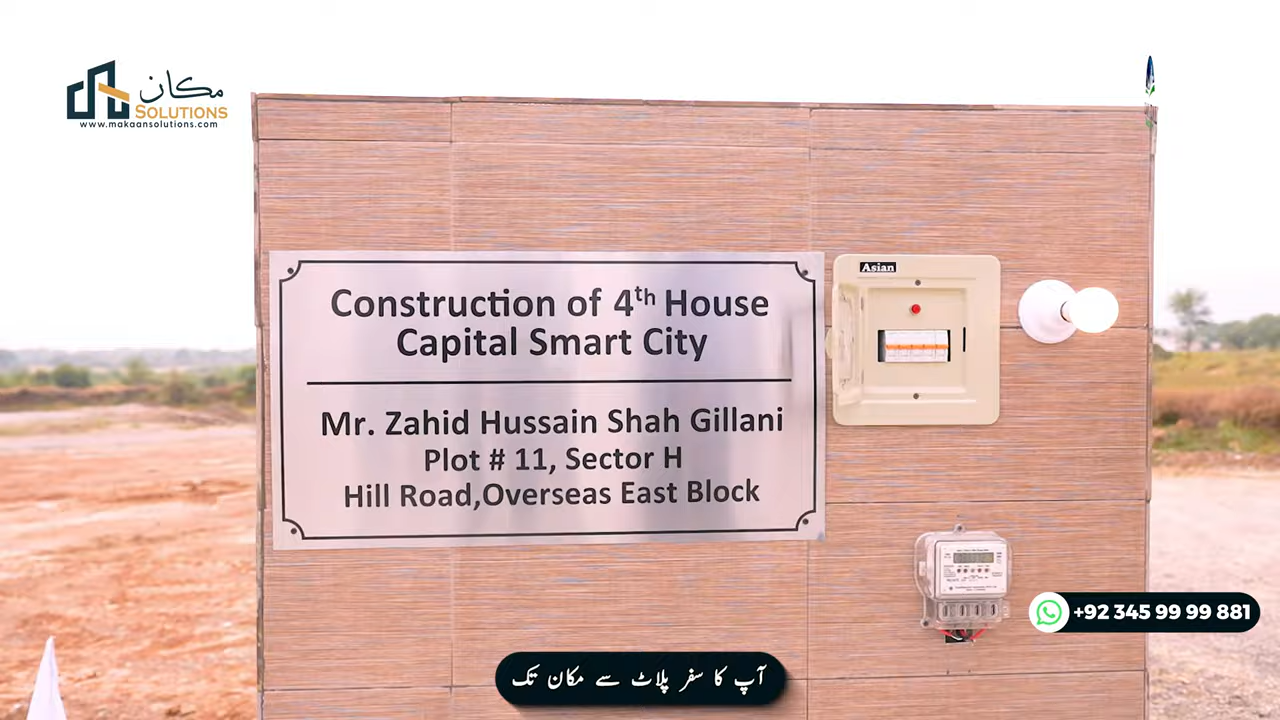 مکان
SOLUTIONS
www.makaansolutions.com
Construction of 4th House
Capital Smart City
Mr. Zahid Hussain Shah Gillani
Plot # 11, Sector H
Hill Road,Overseas East Block
Asian
+92 345 99 99 881
آپ کا سفر پلاٹ سے مکان تک